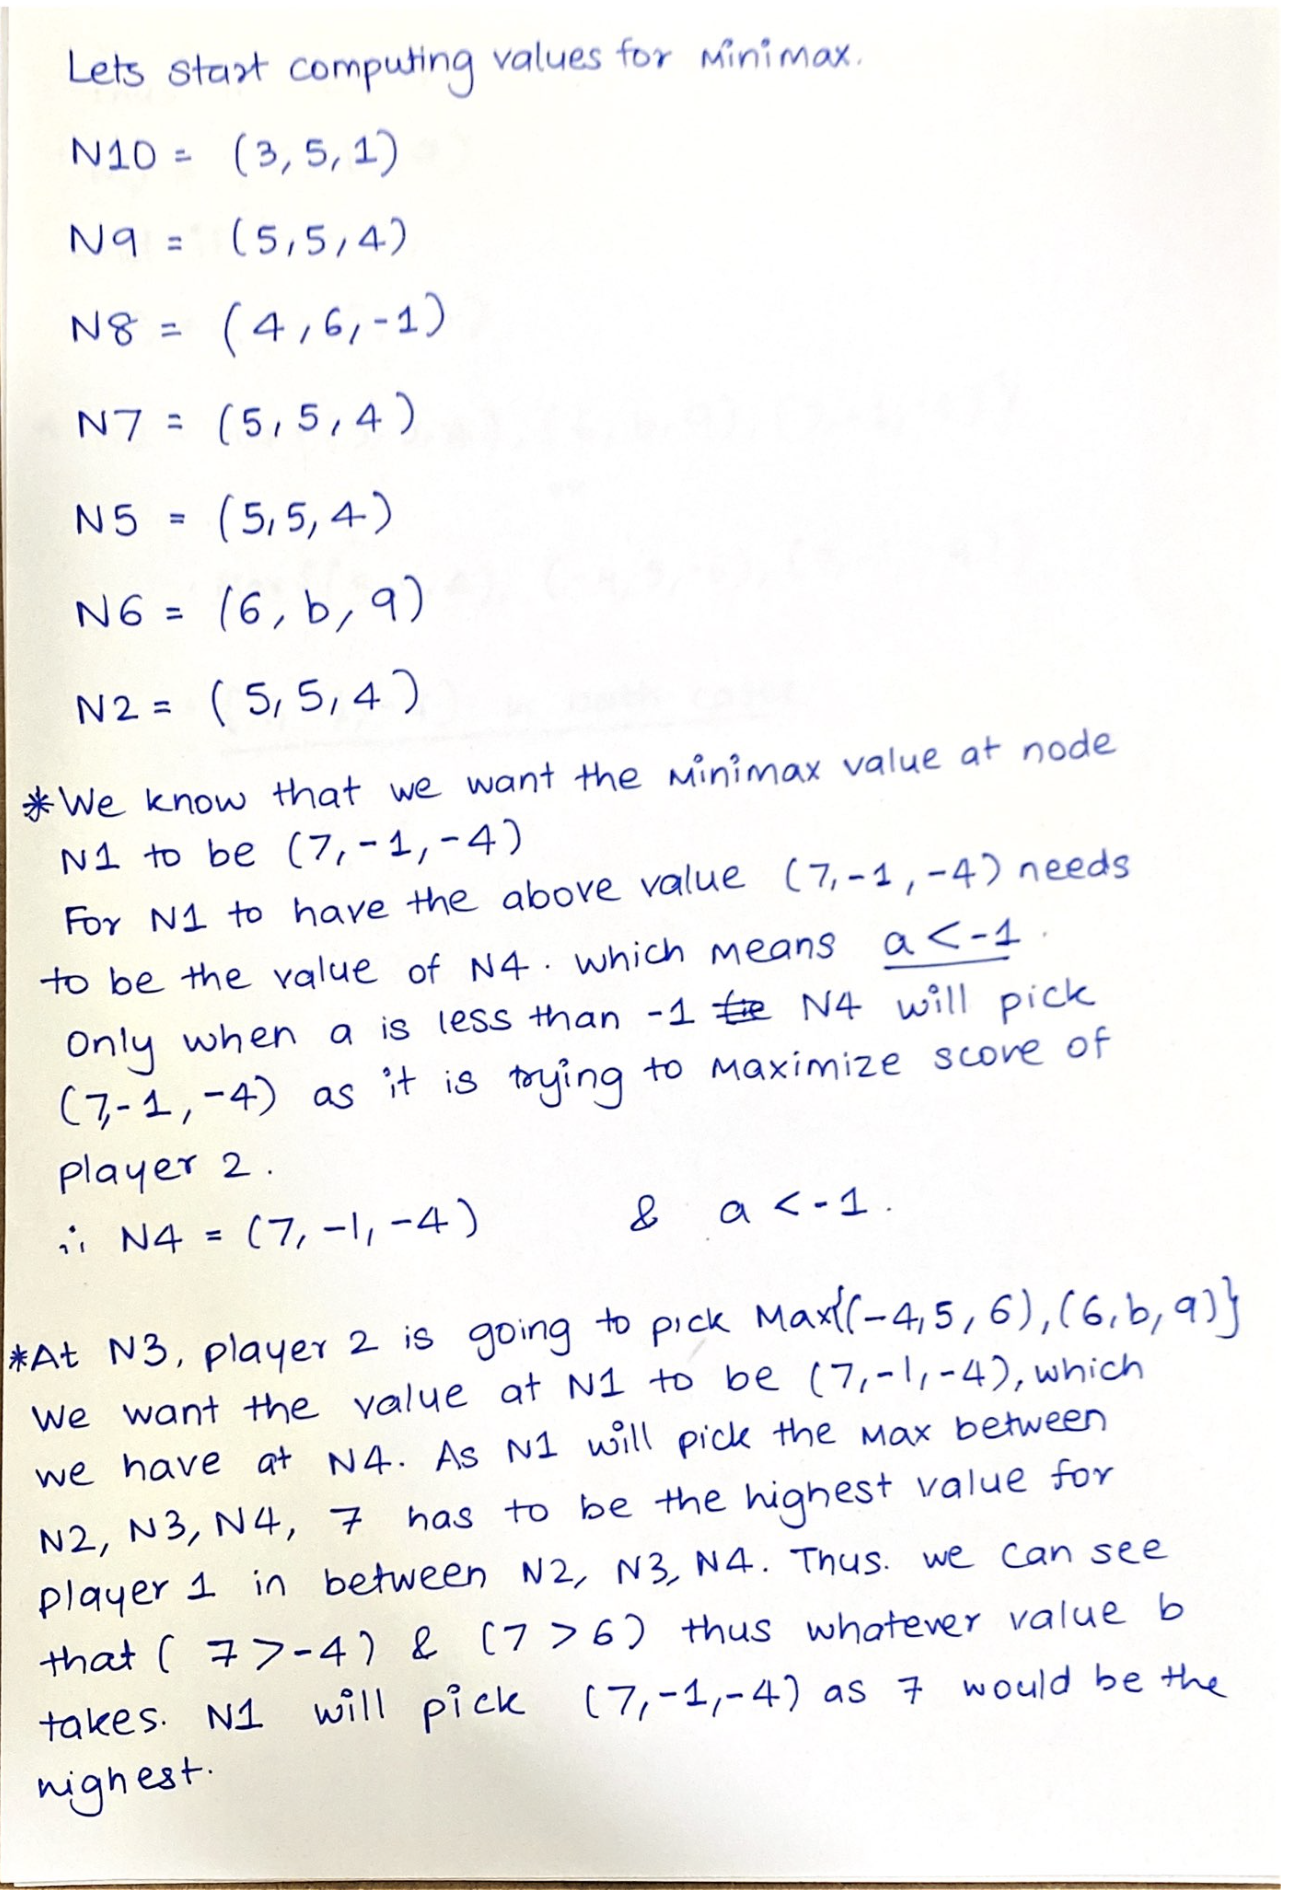 Lets start computing values for Minimax.
N10 = (3, 5, 1)
N9 = (5, 5, 4)
N8 = (4, 6, -1)
N7 = (5, 5, 4)
N5 = (5, 5, 4)
N6 = (6, b, 9)
N2 = (5, 5, 4)
*We know that we want the Minimax value at node
N1 to be (7, -1, -4)
For N1 to have the above value (7, -1, -4) needs
to be the value of N4. which means a < -1.
Only when a is less than -1 N4 will pick
(7, -1, -4) as it is trying to Maximize score of
player 2.
∴ N4 = (7, -1, -4) & a < -1.
*At N3, player 2 is going to pick Max{(-4, 5, 6), (6, b, 9)}
We want the value at N1 to be (7, -1, -4), which
we have at N4. As N1 will pick the Max between
N2, N3, N4, 7 has to be the highest value for
player 1 in between N2, N3, N4. Thus. we can see
that (7 > -4) & (7 > 6) thus whatever value b
takes. N1 will pick (7, -1, -4) as 7 would be the
highest.